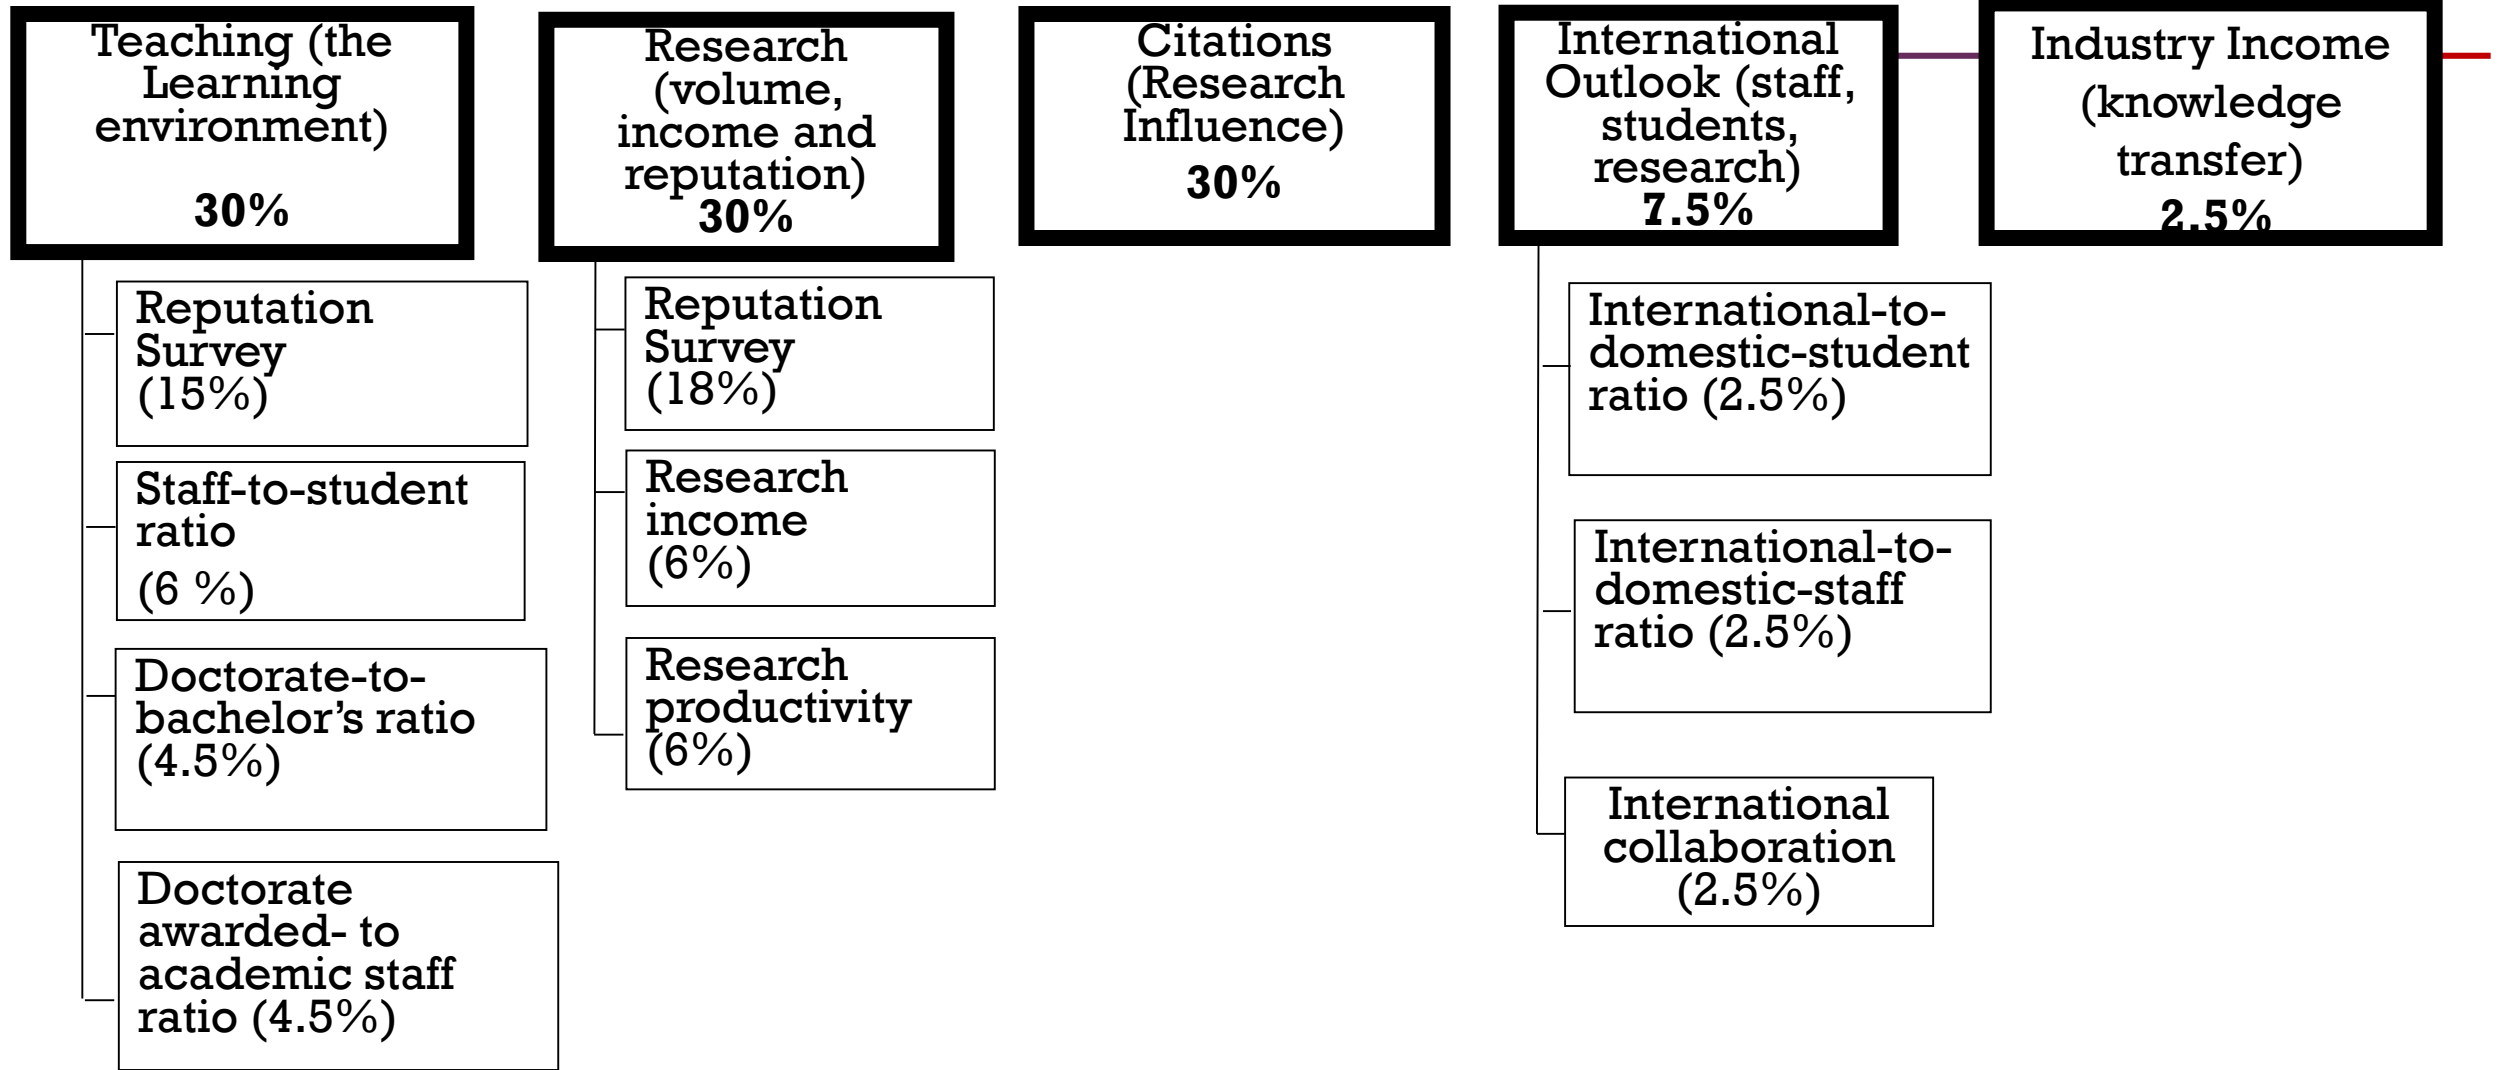 Teaching (the
Learning
environment)
30%
Reputation
Survey
(15%)
Staff-to-student
ratio
(6 %)
Doctorate-to-
bachelor’s ratio
(4.5%)
Doctorate
awarded- to
academic staff
ratio (4.5%)
Research
(volume,
income and
reputation)
30%
Reputation
Survey
(18%)
Research
income
(6%)
Research
productivity
(6%)
Citations
(Research
Influence)
30%
International
Outlook (staff,
students,
research)
7.5%
International-to-
domestic-student
ratio (2.5%)
International-to-
domestic-staff
ratio (2.5%)
International
collaboration
(2.5%)
Industry Income
(knowledge
transfer)
2.5%